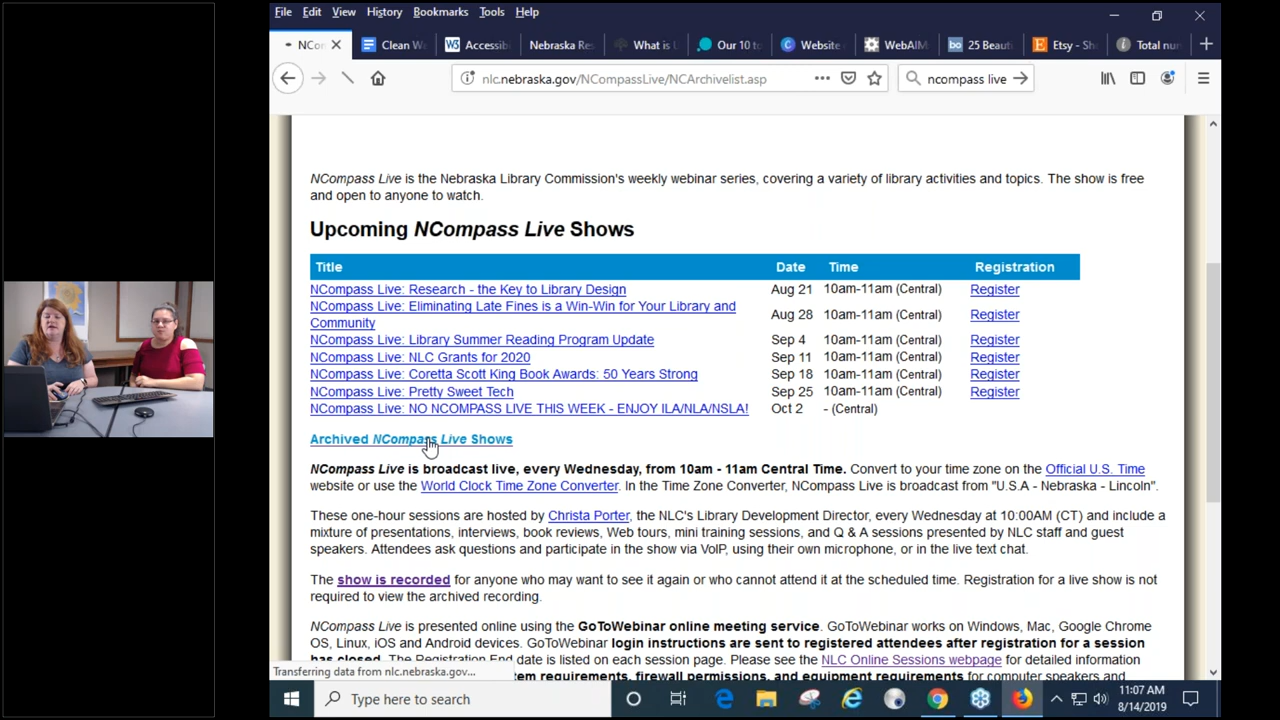 File Edit View History Bookmarks Tools Help
NCom Clean Wa Accessib Nebraska Res What is Our 10 to Website WebAIM 25 Beauti Etsy - Sh Total nu
nlc.nebraska.gov/NCompassLive/NCArchivelist.asp ncompass live
NCompass Live is the Nebraska Library Commission's weekly webinar series, covering a variety of library activities and topics. The show is free
and open to anyone to watch.
Upcoming NCompass Live Shows
Title Date Time Registration
NCompass Live: Research - the Key to Library Design Aug 21 10am-11am (Central) Register
NCompass Live: Eliminating Late Fines is a Win-Win for Your Library and
Community Aug 28 10am-11am (Central) Register
NCompass Live: Library Summer Reading Program Update Sep 4 10am-11am (Central) Register
NCompass Live: NLC Grants for 2020 Sep 11 10am-11am (Central) Register
NCompass Live: Coretta Scott King Book Awards: 50 Years Strong Sep 18 10am-11am (Central) Register
NCompass Live: Pretty Sweet Tech Sep 25 10am-11am (Central) Register
NCompass Live: NO NCOMPASS LIVE THIS WEEK - ENJOY ILA/NLA/NSLA! Oct 2 - (Central)
Archived NCompass Live Shows
NCompass Live is broadcast live, every Wednesday, from 10am - 11am Central Time. Convert to your time zone on the Official U.S. Time
website or use the World Clock Time Zone Converter. In the Time Zone Converter, NCompass Live is broadcast from "U.S.A - Nebraska - Lincoln".
These one-hour sessions are hosted by Christa Porter, the NLC's Library Development Director, every Wednesday at 10:00AM (CT) and include a
mixture of presentations, interviews, book reviews, Web tours, mini training sessions, and Q & A sessions presented by NLC staff and guest
speakers. Attendees ask questions and participate in the show via VoIP, using their own microphone, or in the live text chat.
The show is recorded for anyone who may want to see it again or who cannot attend it at the scheduled time. Registration for a live show is not
required to view the archived recording.
NCompass Live is presented online using the GoToWebinar online meeting service. GoToWebinar works on Windows, Mac, Google Chrome
OS, Linux, iOS and Android devices. GoToWebinar login instructions are sent to registered attendees after registration for a session
has closed. The Registration End date is listed on each session page. Please see the NLC Online Sessions webpage for detailed information
Transferring data from nlc.nebraska.gov... tem requirements, firewall permissions, and equipment requirements for computer speakers and
Type here to search 11:07 AM
8/14/2019